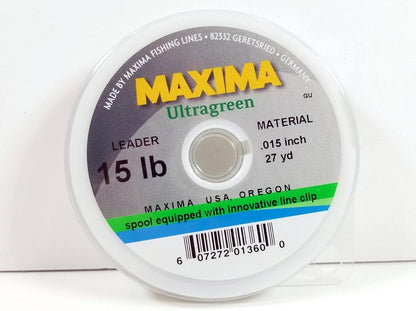 MADE BY MAXIMA FISHING LINES • 82532 GERETSRIED • GERMANY
MAXIMA
Ultragreen
GU
LEADER
MATERIAL
15 lb
.015 inch
27 yd
MAXIMA USA, OREGON
spool equipped with innovative line clip
6 07272 01360 0